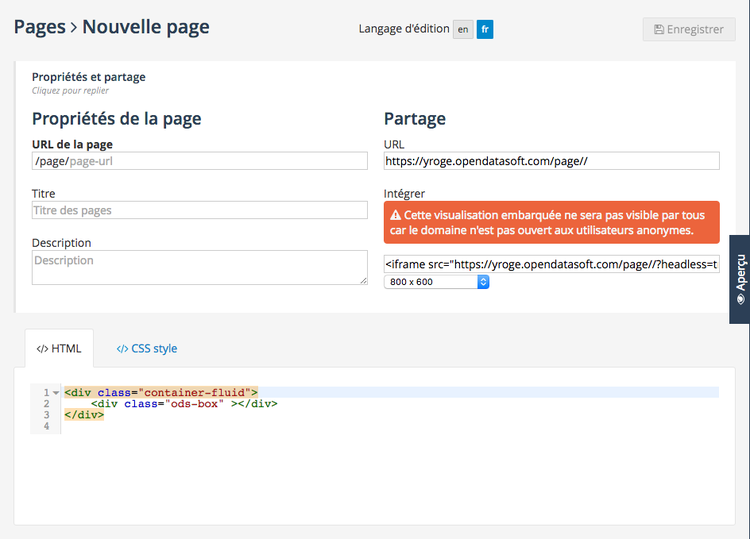 Pages > Nouvelle page
Langage d'édition en fr
Enregistrer
Propriétés et partage
Cliquez pour replier
Propriétés de la page
URL de la page
/page/page-url
Titre
Titre des pages
Description
Description
Partage
URL
https://yroge.opendatasoft.com/page//
Intégrer
Cette visualisation embarquée ne sera pas visible par tous
car le domaine n'est pas ouvert aux utilisateurs anonymes.
<iframe src="https://yroge.opendatasoft.com/page//?headless=t
800 x 600
Aperçu
</> HTML
</> CSS style
1 <div class="container-fluid">
2 <div class="ods-box" ></div>
3 </div>
4